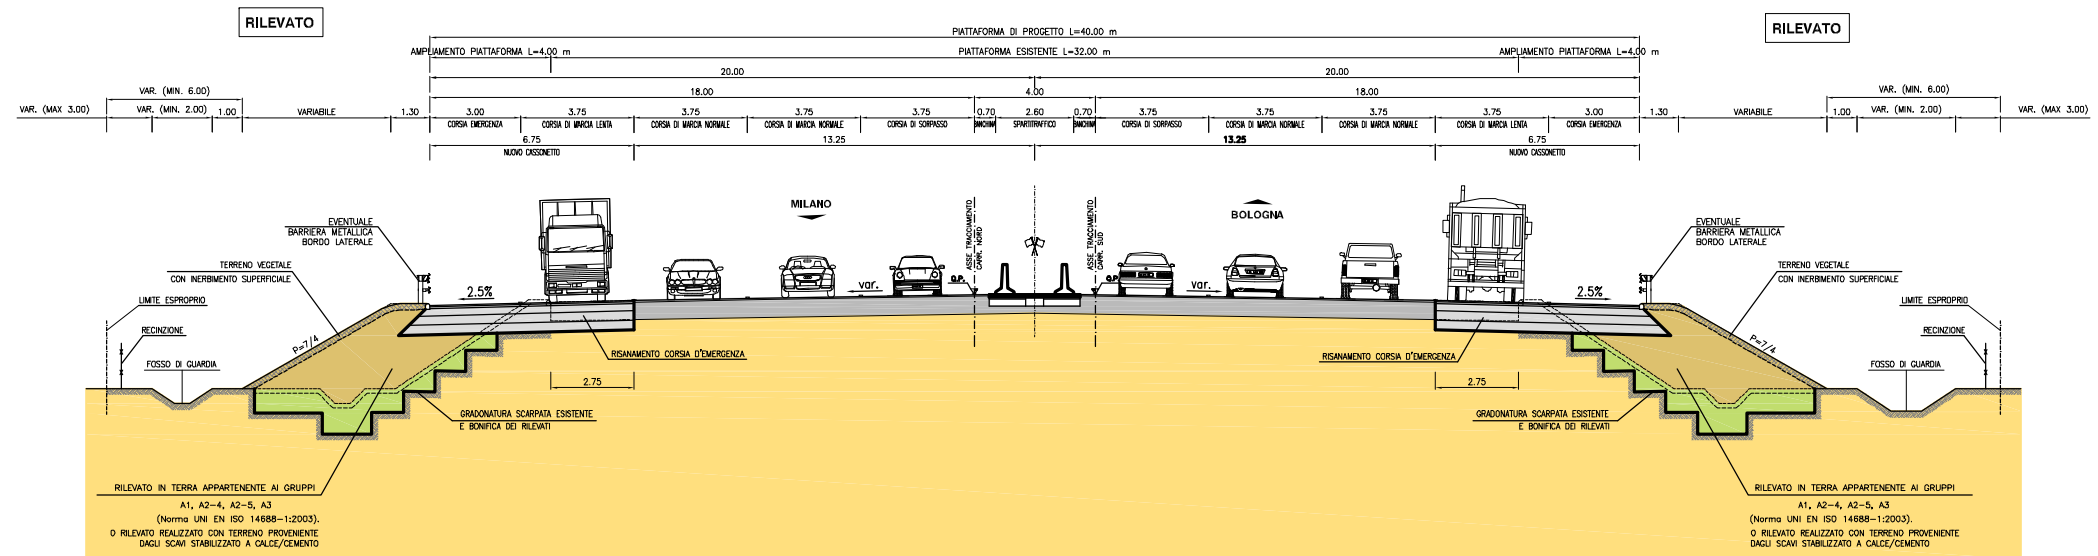 RILEVATO
RILEVATO
PIATTAFORMA DI PROGETTO L=40.00 m
AMPLIAMENTO PIATTAFORMA L=4.00 m
PIATTAFORMA ESISTENTE L=32.00 m
AMPLIAMENTO PIATTAFORMA L=4.00 m
20.00
20.00
VAR. (MIN. 6.00)
18.00
4.00
18.00
VAR. (MIN. 6.00)
VAR. (MAX 3.00)
VAR. (MIN. 2.00)
1.00
VARIABILE
1.30
3.00
3.75
3.75
3.75
3.75
0.70
2.60
0.70
3.75
3.75
3.75
3.75
3.00
1.30
VARIABILE
1.00
VAR. (MIN. 2.00)
VAR. (MAX 3.00)
CORSIA EMERGENZA
CORSIA DI MARCIA LENTA
CORSIA DI MARCIA NORMALE
CORSIA DI MARCIA NORMALE
CORSIA DI SORPASSO
BANCHINA
SPARTITRAFFICO
BANCHINA
CORSIA DI SORPASSO
CORSIA DI MARCIA NORMALE
CORSIA DI MARCIA NORMALE
CORSIA DI MARCIA LENTA
CORSIA EMERGENZA
6.75
13.25
13.25
6.75
NUOVO CASSONETTO
NUOVO CASSONETTO
MILANO
BOLOGNA
ASSE TRACCIAMENTO
CARR. NORD
ASSE TRACCIAMENTO
CARR. SUD
EVENTUALE
BARRIERA METALLICA
BORDO LATERALE
EVENTUALE
BARRIERA METALLICA
BORDO LATERALE
TERRENO VEGETALE
CON INERBIMENTO SUPERFICIALE
TERRENO VEGETALE
CON INERBIMENTO SUPERFICIALE
2.5%
var.
Q.P.
Q.P.
var.
2.5%
LIMITE ESPROPRIO
LIMITE ESPROPRIO
RECINZIONE
RECINZIONE
P=7/4
P=7/4
RISANAMENTO CORSIA D'EMERGENZA
RISANAMENTO CORSIA D'EMERGENZA
FOSSO DI GUARDIA
FOSSO DI GUARDIA
2.75
2.75
GRADONATURA SCARPATA ESISTENTE
E BONIFICA DEI RILEVATI
GRADONATURA SCARPATA ESISTENTE
E BONIFICA DEI RILEVATI
RILEVATO IN TERRA APPARTENENTE AI GRUPPI
A1, A2-4, A2-5, A3
(Norma UNI EN ISO 14688-1:2003).
O RILEVATO REALIZZATO CON TERRENO PROVENIENTE
DAGLI SCAVI STABILIZZATO A CALCE/CEMENTO
RILEVATO IN TERRA APPARTENENTE AI GRUPPI
A1, A2-4, A2-5, A3
(Norma UNI EN ISO 14688-1:2003).
O RILEVATO REALIZZATO CON TERRENO PROVENIENTE
DAGLI SCAVI STABILIZZATO A CALCE/CEMENTO